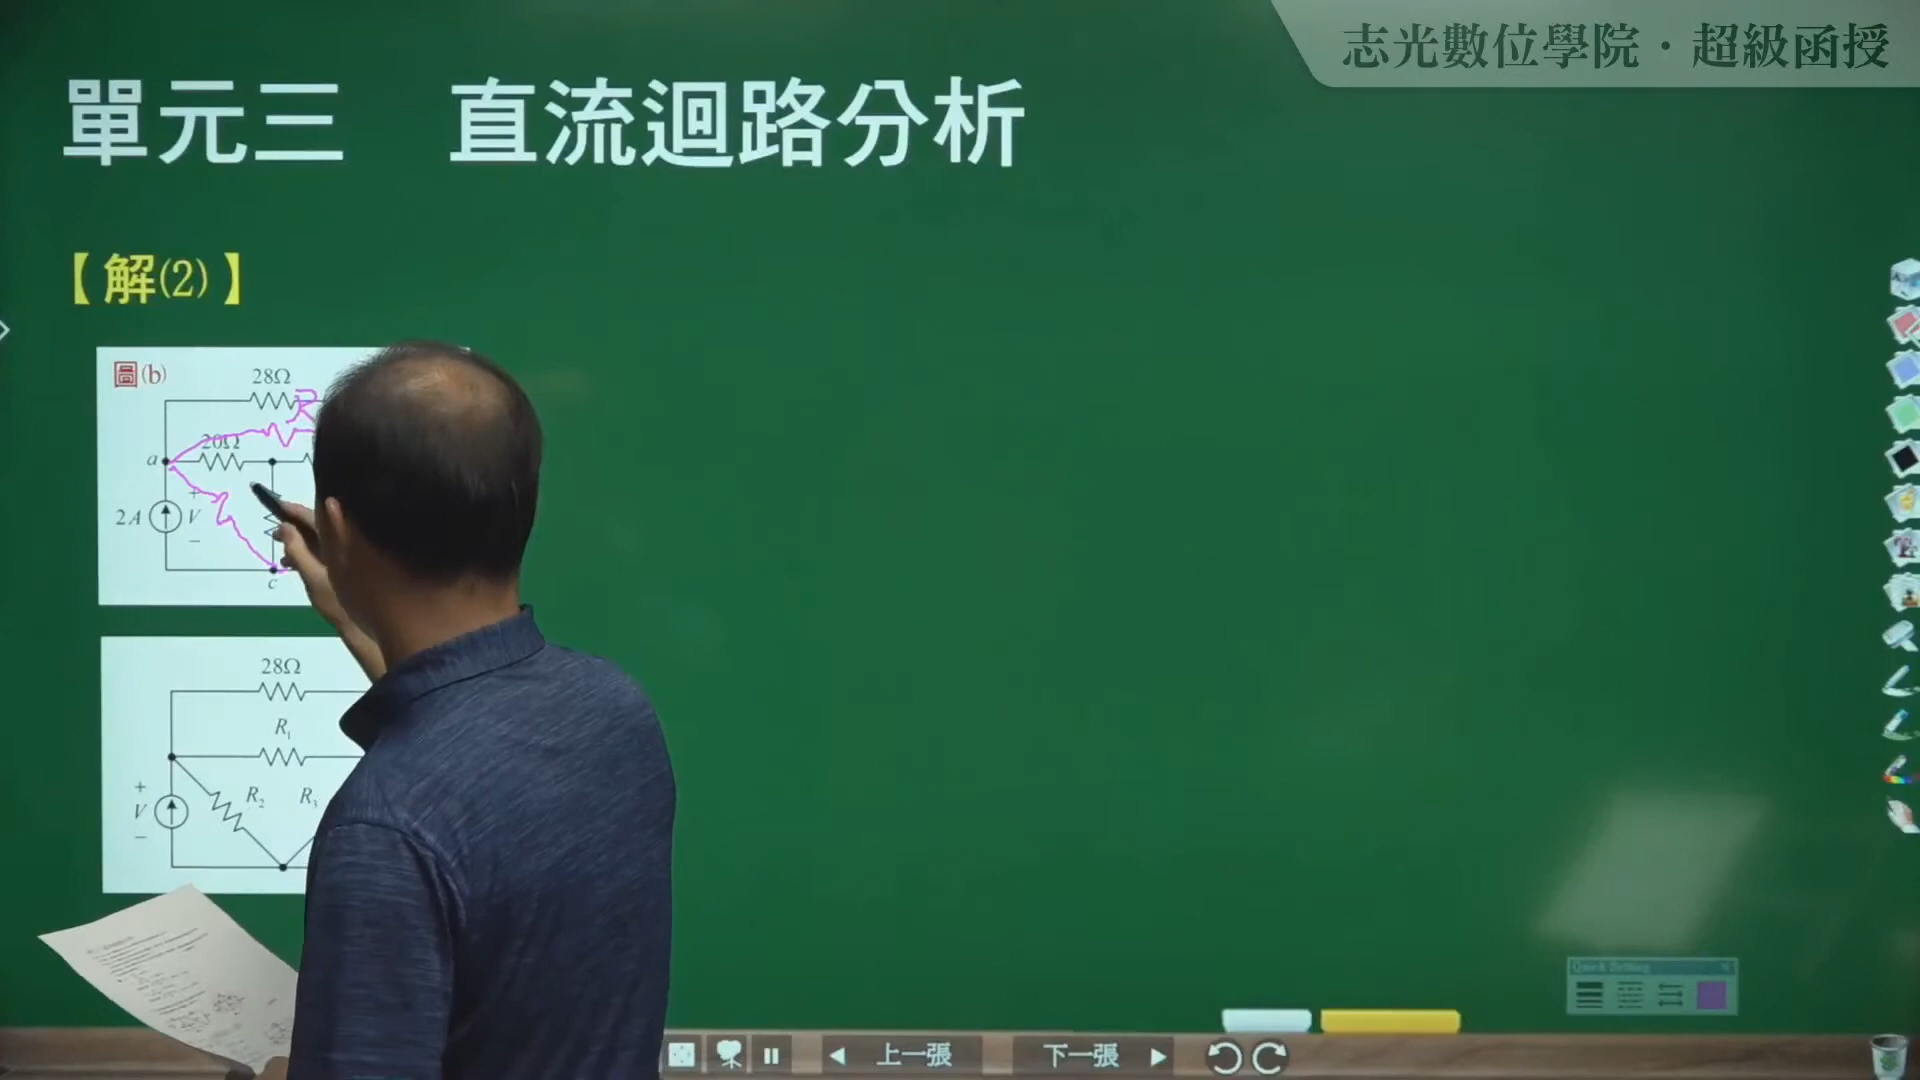 志光數位學院·超級函授
單元三 直流迴路分析
【解(2)】
圖(b)
28Ω
R
20Ω
a
+
2A
V
−
c
28Ω
R₁
+
R₂
R₃
V
−
上一張
下一張